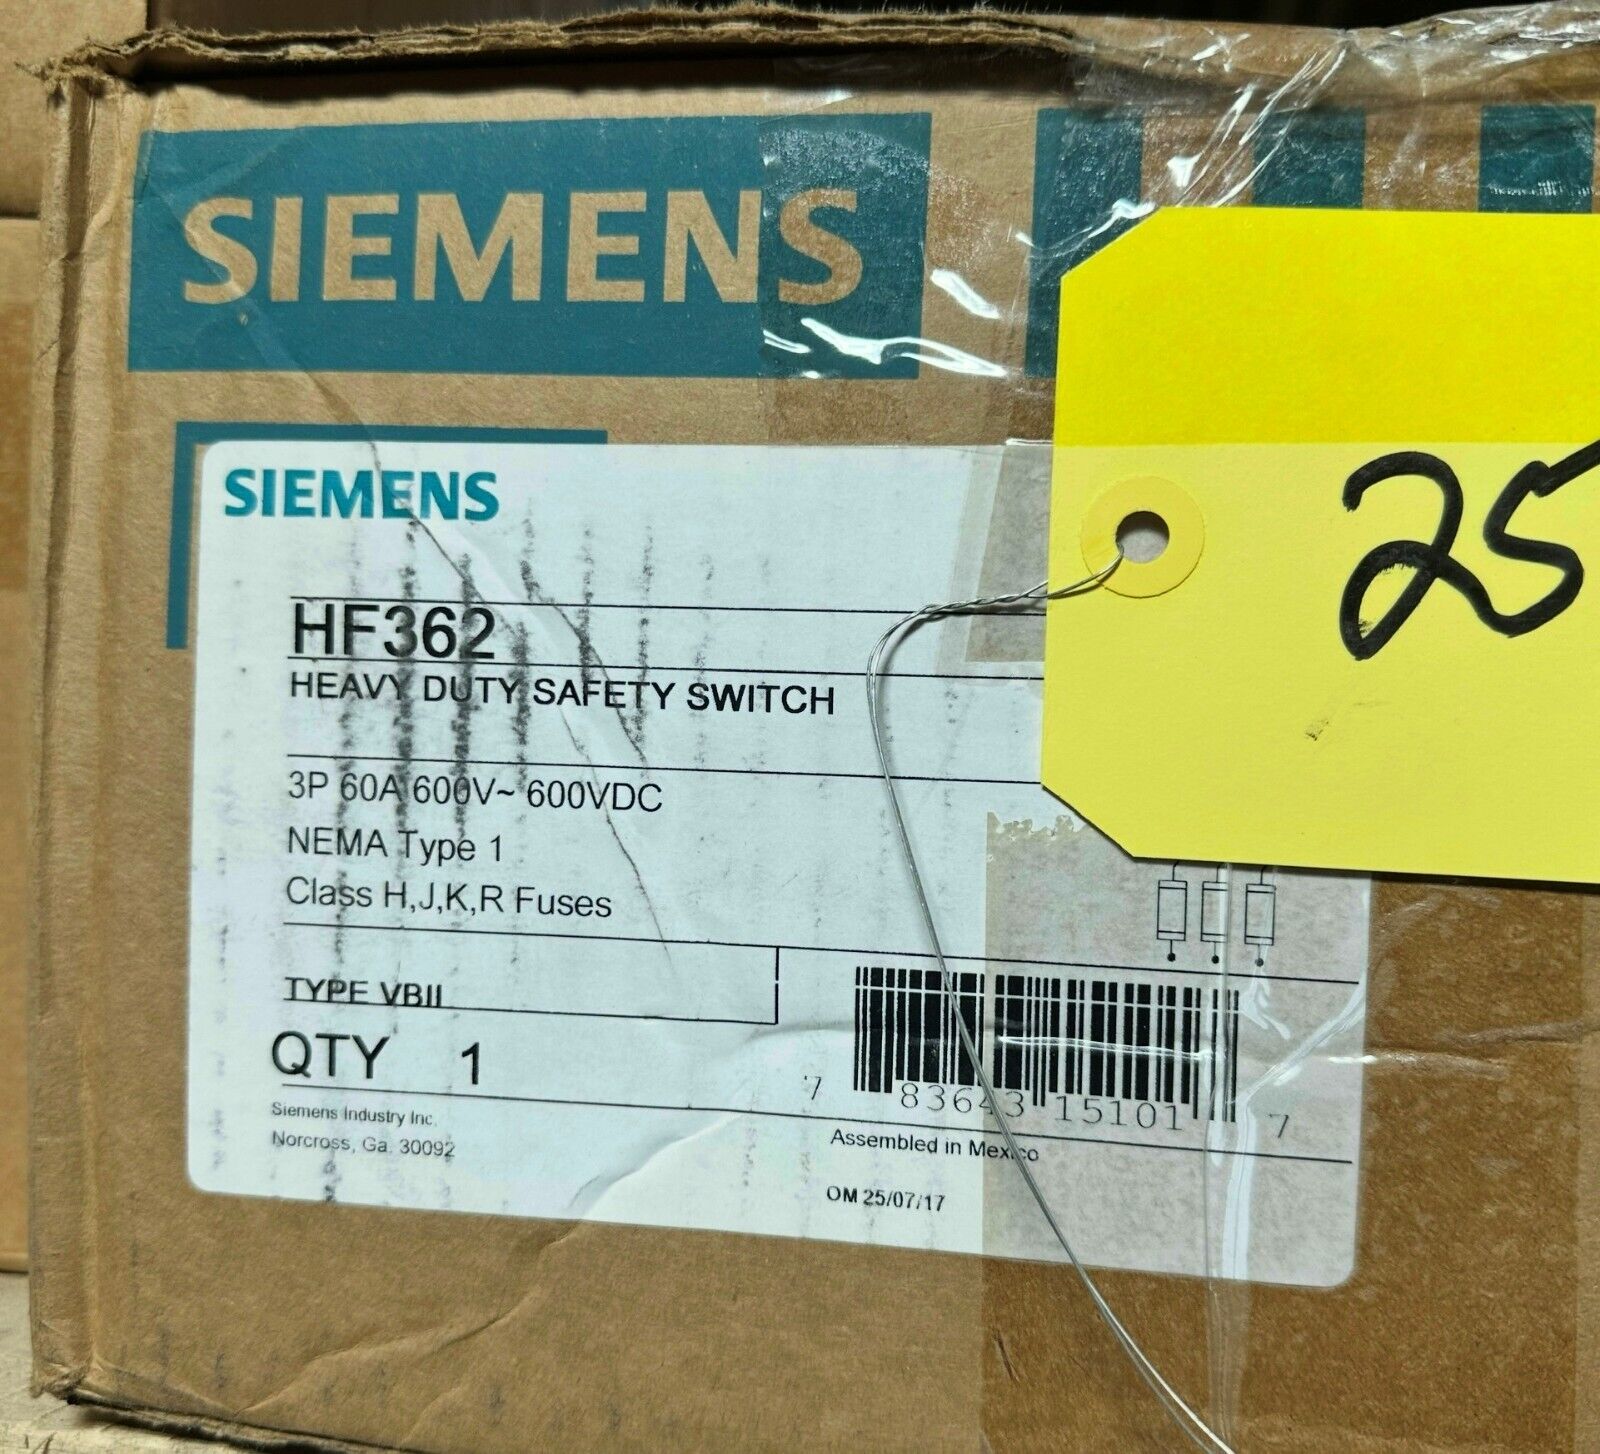 SIEMENS
SIEMENS
HF362
HEAVY DUTY SAFETY SWITCH
3P 60A 600V~ 600VDC
NEMA Type 1
Class H,J,K,R Fuses
TYPE VBII
QTY 1
7 83643 15101 7
Siemens Industry Inc.
Norcross, Ga. 30092
Assembled in Mexico
OM 25/07/17
25